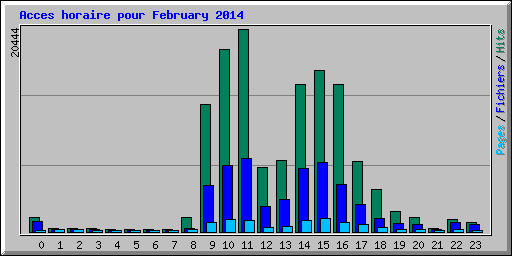 Acces horaire pour February 2014
20444
Pages / Fichiers / Hits
0 1 2 3 4 5 6 7 8 9 10 11 12 13 14 15 16 17 18 19 20 21 22 23